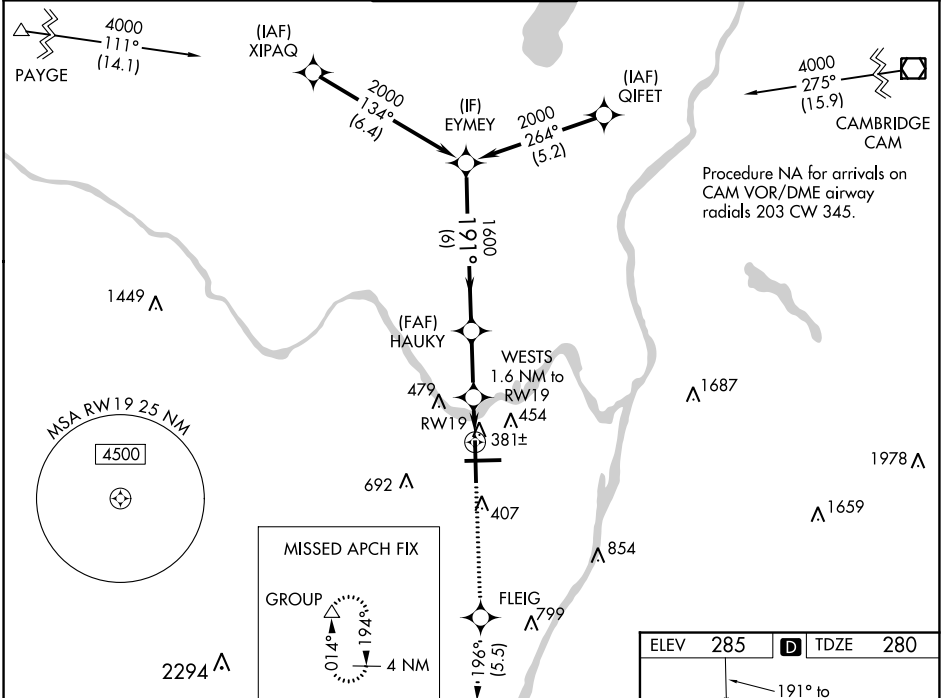 4000
111°
(14.1)
PAYGE
(IAF)
XIPAQ
2000
134°
(6.4)
(IF)
EYMEY
(IAF)
QIFET
2000
264°
(5.2)
4000
275°
(15.9)
CAMBRIDGE
CAM
Procedure NA for arrivals on
CAM VOR/DME airway
radials 203 CW 345.
1600
191°
(6)
1449
(FAF)
HAUKY
WESTS
1.6 NM to
RW19
479
454
RW19
381±
1687
MSA RW19 25 NM
4500
692
407
1978
1659
854
MISSED APCH FIX
GROUP
014°
194°
4 NM
FLEIG
799
196°
(5.5)
2294
ELEV 285 D TDZE 280
191° to